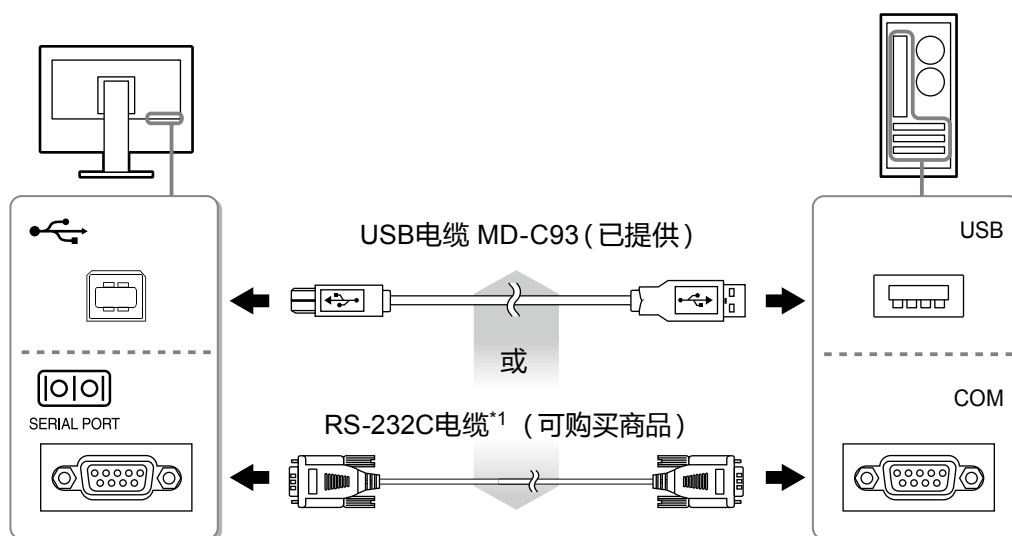 USB电缆 MD-C93(已提供)
USB
或
SERIAL PORT
RS-232C电缆*1 (可购买商品)
COM